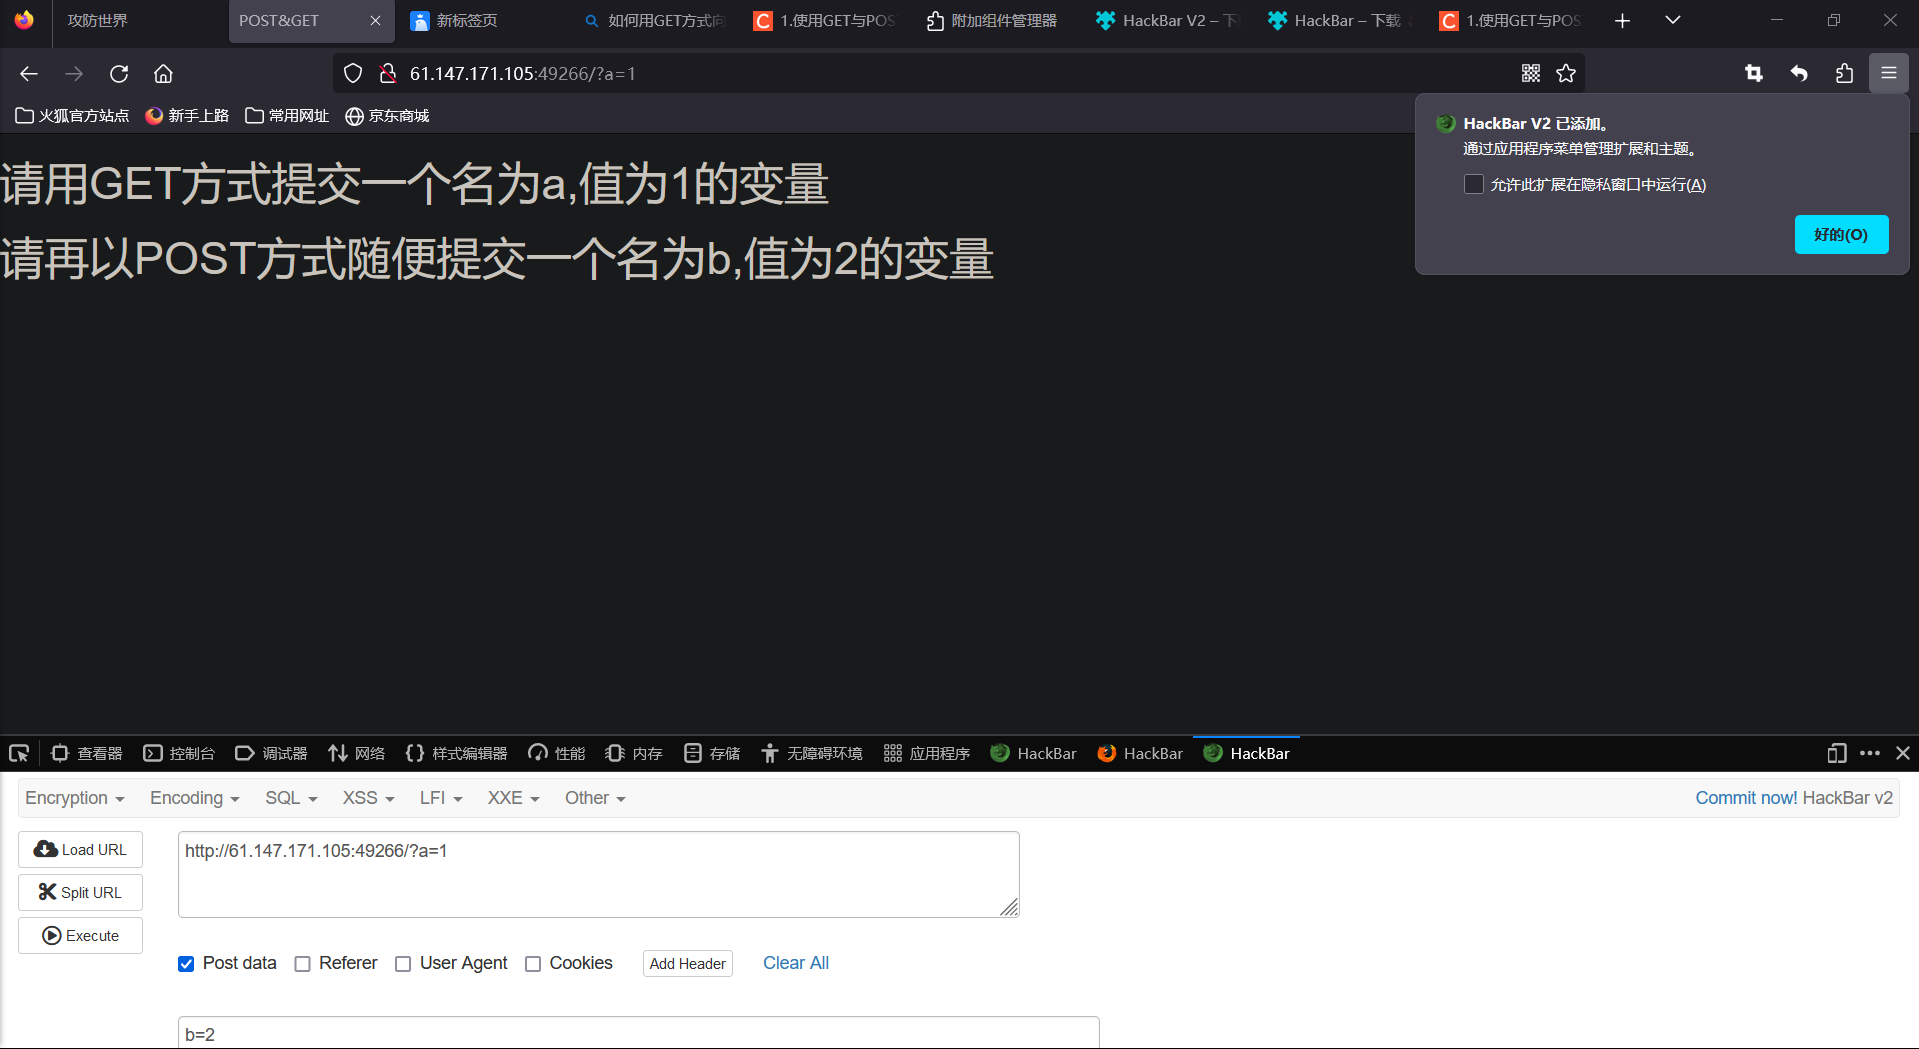 攻防世界
POST&GET
新标签页
如何用GET方式向
1.使用GET与POS
附加组件管理器
HackBar V2 – 下
HackBar – 下载
1.使用GET与POS
61.147.171.105:49266/?a=1
火狐官方站点
新手上路
常用网址
京东商城
HackBar V2 已添加。
通过应用程序菜单管理扩展和主题。
允许此扩展在隐私窗口中运行(A)
好的(O)
请用GET方式提交一个名为a,值为1的变量
请再以POST方式随便提交一个名为b,值为2的变量
查看器
控制台
调试器
网络
样式编辑器
性能
内存
存储
无障碍环境
应用程序
HackBar
HackBar
HackBar
Encryption
Encoding
SQL
XSS
LFI
XXE
Other
Commit now! HackBar v2
Load URL
Split URL
Execute
http://61.147.171.105:49266/?a=1
Post data
Referer
User Agent
Cookies
Add Header
Clear All
b=2